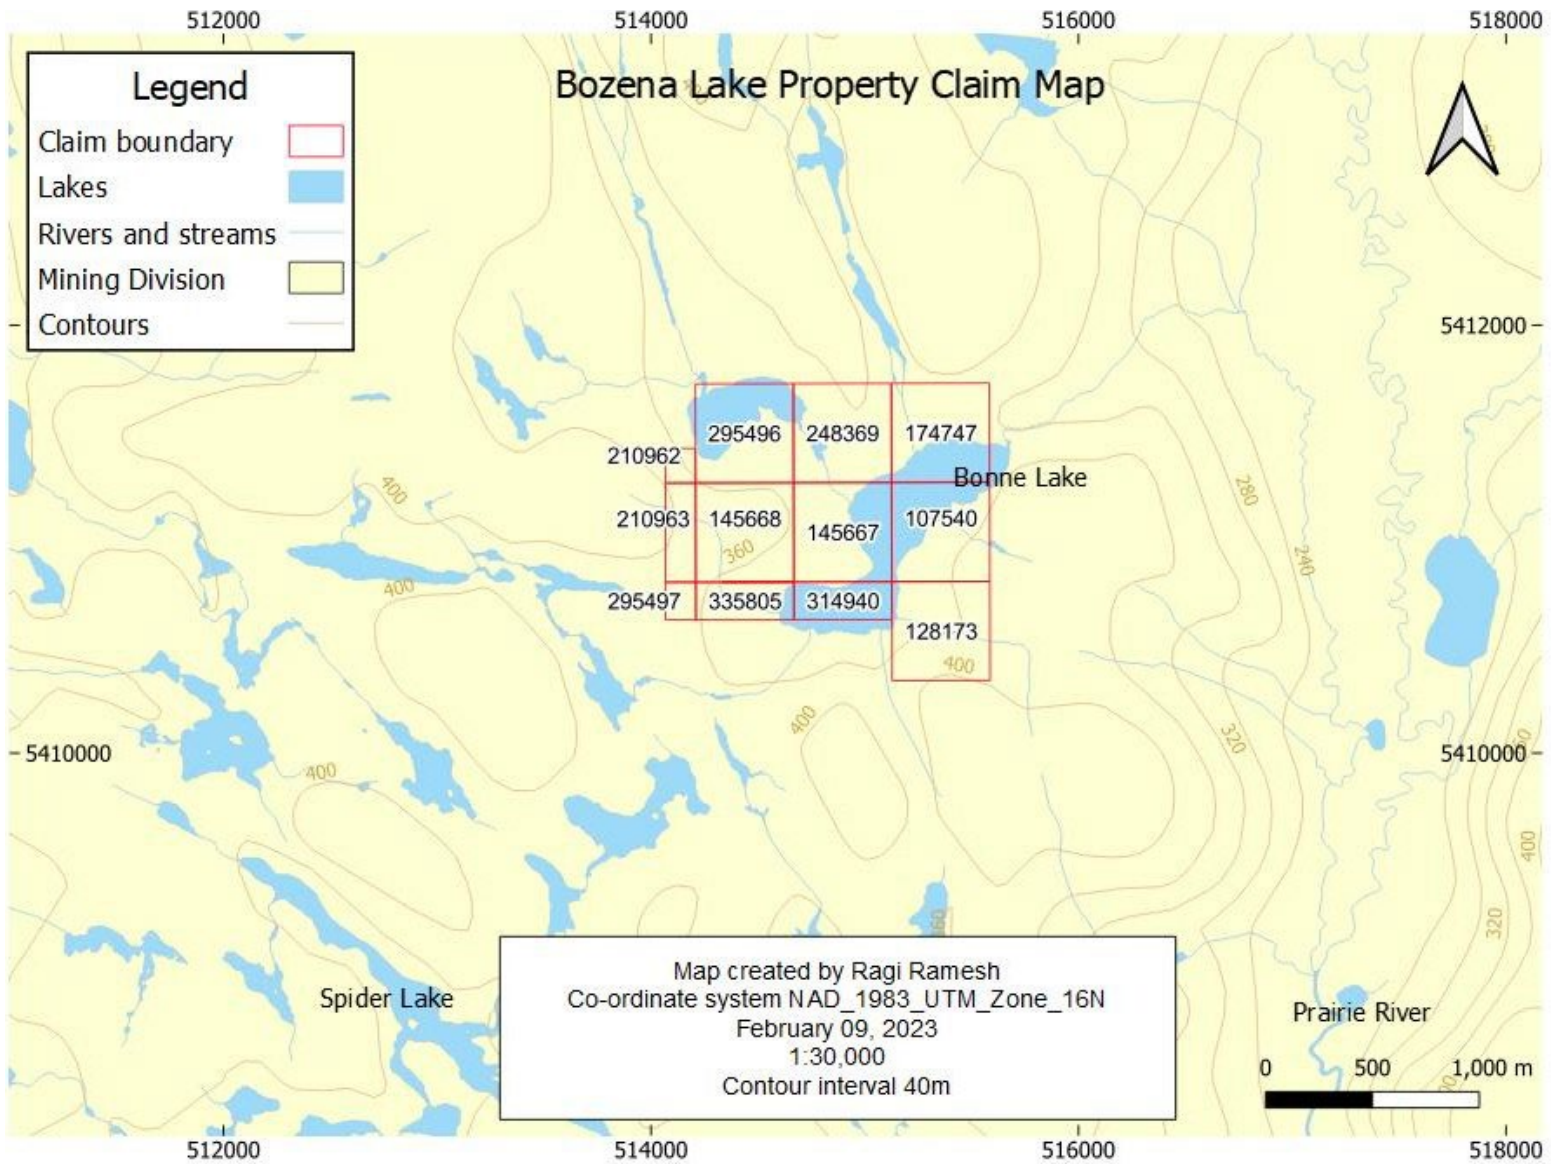 512000
514000
516000
518000
Legend
Claim boundary
Lakes
Rivers and streams
Mining Division
Contours
Bozena Lake Property Claim Map
5412000
295496
248369
174747
210962
Bonne Lake
400
280
210963
145668
145667
107540
360
240
400
295497
335805
314940
128173
400
400
320
5410000
5410000
400
400
320
Spider Lake
Map created by Ragi Ramesh
Co-ordinate system NAD_1983_UTM_Zone_16N
February 09, 2023
1:30,000
Contour interval 40m
Prairie River
0 500 1,000 m
512000
514000
516000
518000